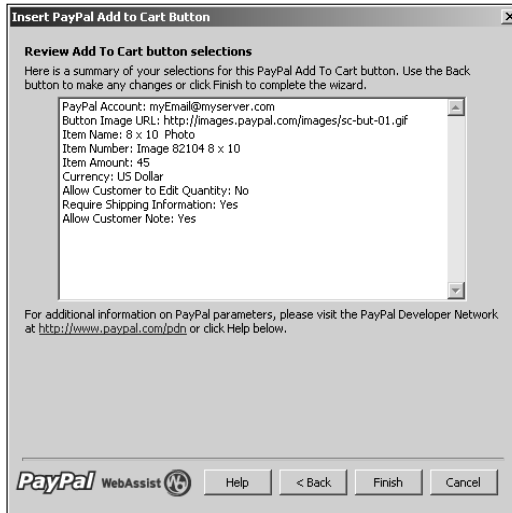 Insert PayPal Add to Cart Button
Review Add To Cart button selections
Here is a summary of your selections for this PayPal Add To Cart button. Use the Back
button to make any changes or click Finish to complete the wizard.
PayPal Account: myEmail@myserver.com
Button Image URL: http://images.paypal.com/images/sc-but-01.gif
Item Name: 8 x 10 Photo
Item Number: Image 82104 8 x 10
Item Amount: 45
Currency: US Dollar
Allow Customer to Edit Quantity: No
Require Shipping Information: Yes
Allow Customer Note: Yes
For additional information on PayPal parameters, please visit the PayPal Developer Network
at http://www.paypal.com/pdn or click Help below.
PayPal WebAssist Help < Back Finish Cancel